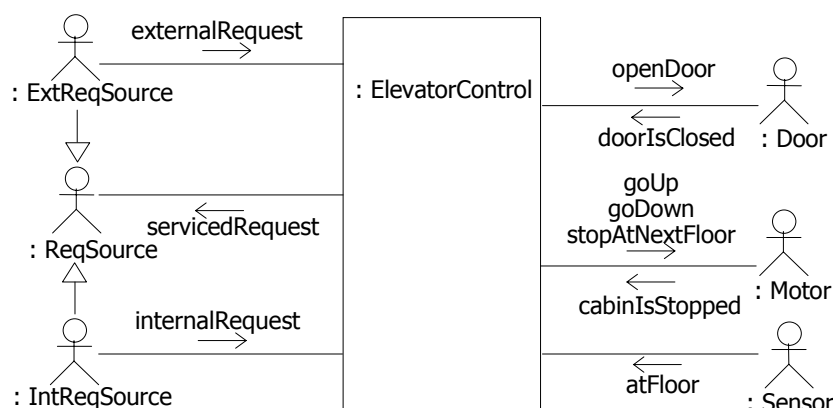 externalRequest
: ExtReqSource
: ElevatorControl
openDoor
doorIsClosed
: Door
servicedRequest
: ReqSource
goUp
goDown
stopAtNextFloor
cabinIsStopped
: Motor
internalRequest
: IntReqSource
atFloor
: Sensor